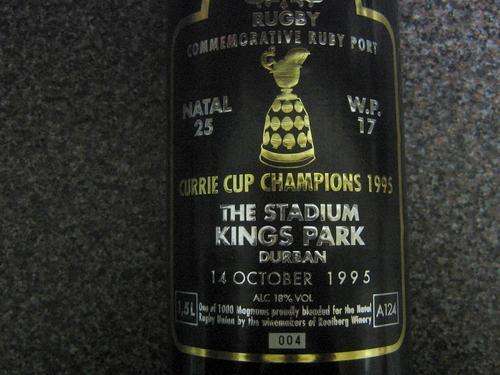 RUGBY
COMMEMORATIVE RUBY PORT
NATAL W.P.
25 17
CURRIE CUP CHAMPIONS 1995
THE STADIUM
KINGS PARK
DURBAN
14 OCTOBER 1995
ALC 18% VOL
1,5L One of 1000 Magnums proudly blended for the Natal A124
Rugby Union by the winemakers of Rooiberg Winery
004